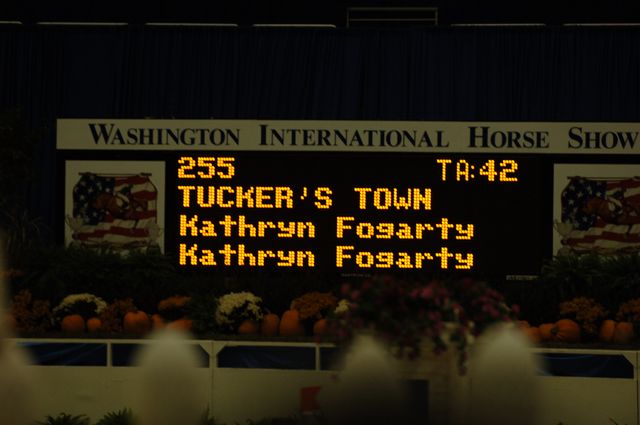 WASHINGTON INTERNATIONAL HORSE SHOW
255 TA:42
TUCKER'S TOWN
Kathryn Fogarty
Kathryn Fogarty